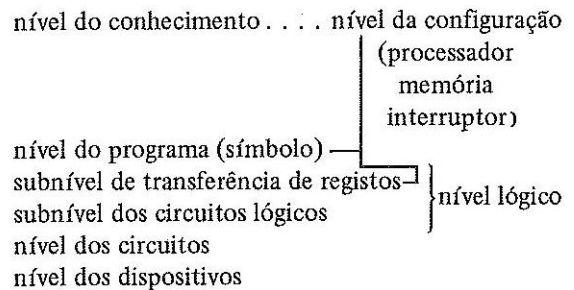 nível do conhecimento . . . . nível da configuração
(processador
memória
interruptor)
nível do programa (símbolo)
subnível de transferência de registos
nível lógico
subnível dos circuitos lógicos
nível dos circuitos
nível dos dispositivos